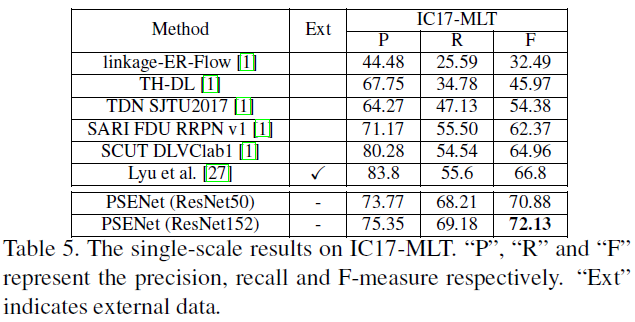 Method Ext IC17-MLT
P R F
linkage-ER-Flow [1] 44.48 25.59 32.49
TH-DL [1] 67.75 34.78 45.97
TDN SJTU2017 [1] 64.27 47.13 54.38
SARI FDU RRPN v1 [1] 71.17 55.50 62.37
SCUT DLVClab1 [1] 80.28 54.54 64.96
Lyu et al. [27] ✓ 83.8 55.6 66.8
PSENet (ResNet50) - 73.77 68.21 70.88
PSENet (ResNet152) - 75.35 69.18 72.13
Table 5. The single-scale results on IC17-MLT. “P”, “R” and “F”
represent the precision, recall and F-measure respectively. “Ext”
indicates external data.